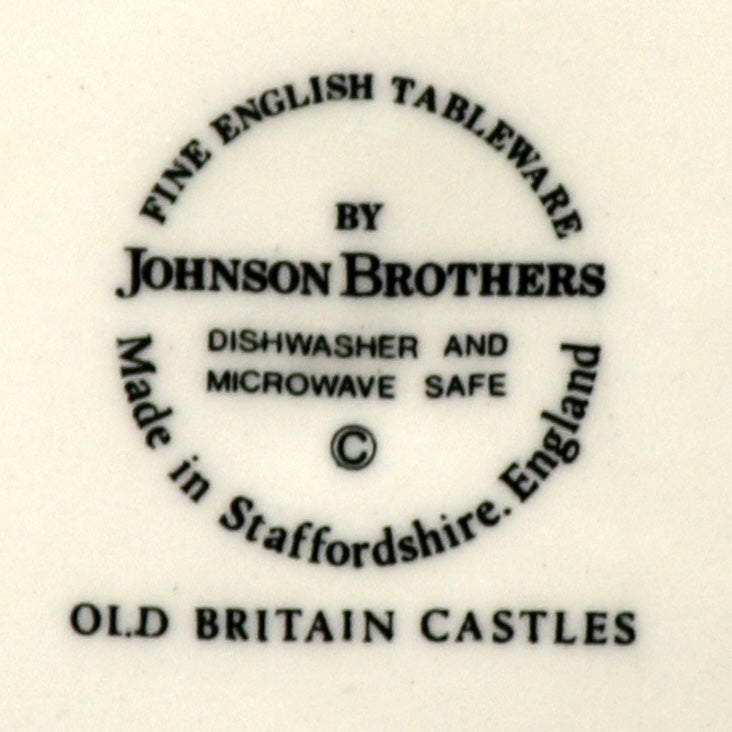 FINE ENGLISH TABLEWARE
BY
JOHNSON BROTHERS
DISHWASHER AND
MICROWAVE SAFE
©
Made in Staffordshire. England
OLD BRITAIN CASTLES